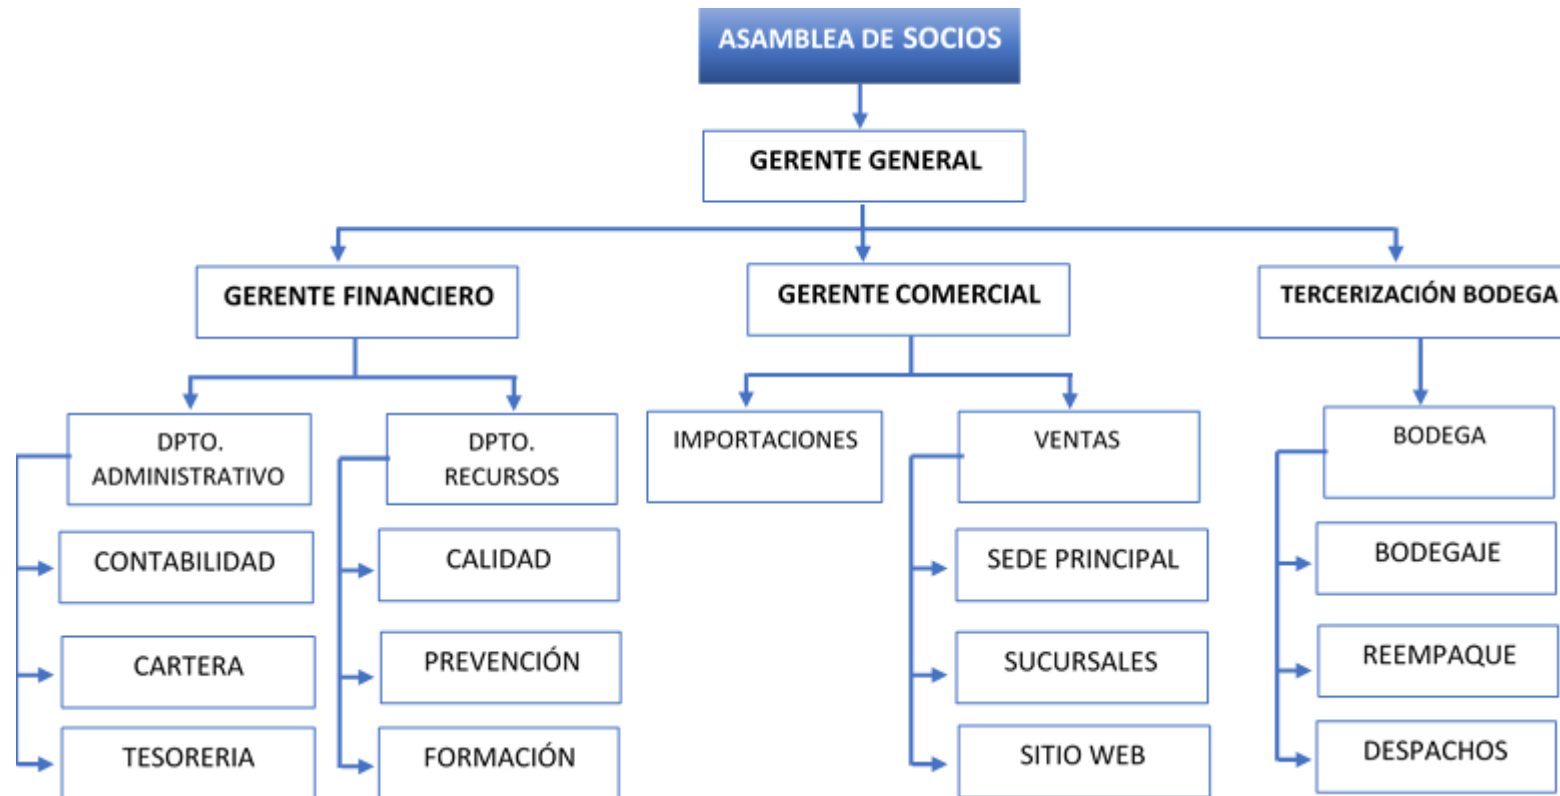 ASAMBLEA DE SOCIOS
GERENTE GENERAL
GERENTE FINANCIERO
GERENTE COMERCIAL
TERCERIZACIÓN BODEGA
DPTO.
ADMINISTRATIVO
DPTO.
RECURSOS
IMPORTACIONES
VENTAS
BODEGA
CONTABILIDAD
CALIDAD
SEDE PRINCIPAL
BODEGAJE
CARTERA
PREVENCIÓN
SUCURSALES
REEMPAQUE
TESORERIA
FORMACIÓN
SITIO WEB
DESPACHOS